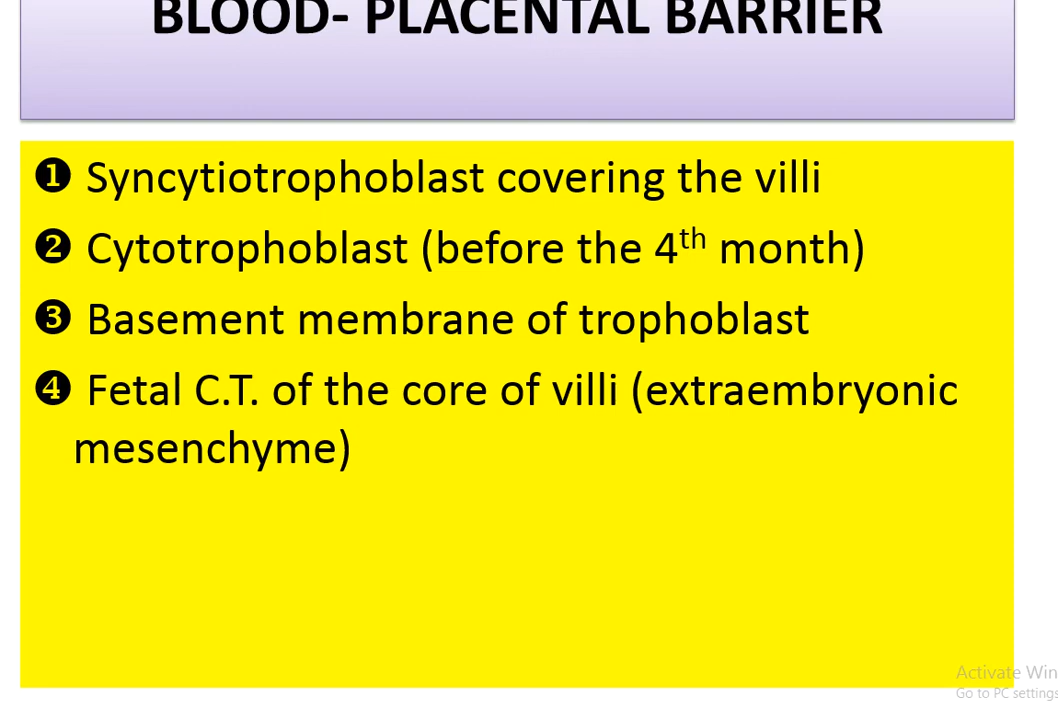 BLOOD- PLACENTAL BARRIER
❶ Syncytiotrophoblast covering the villi
❷ Cytotrophoblast (before the 4th month)
❸ Basement membrane of trophoblast
❹ Fetal C.T. of the core of villi (extraembryonic
mesenchyme)
Activate Win
Go to PC settings